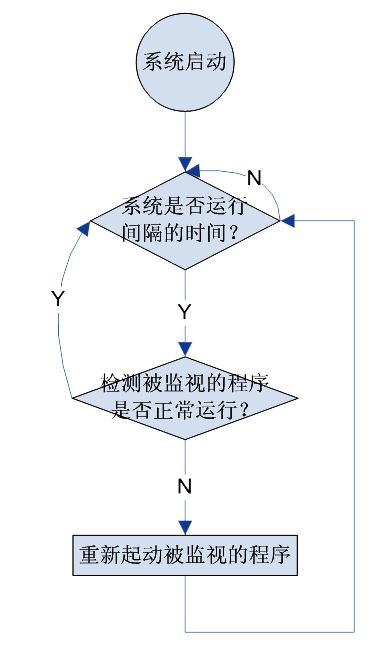 系统启动
N
系统是否运行
间隔的时间？
Y
Y
检测被监视的程序
是否正常运行？
N
重新起动被监视的程序